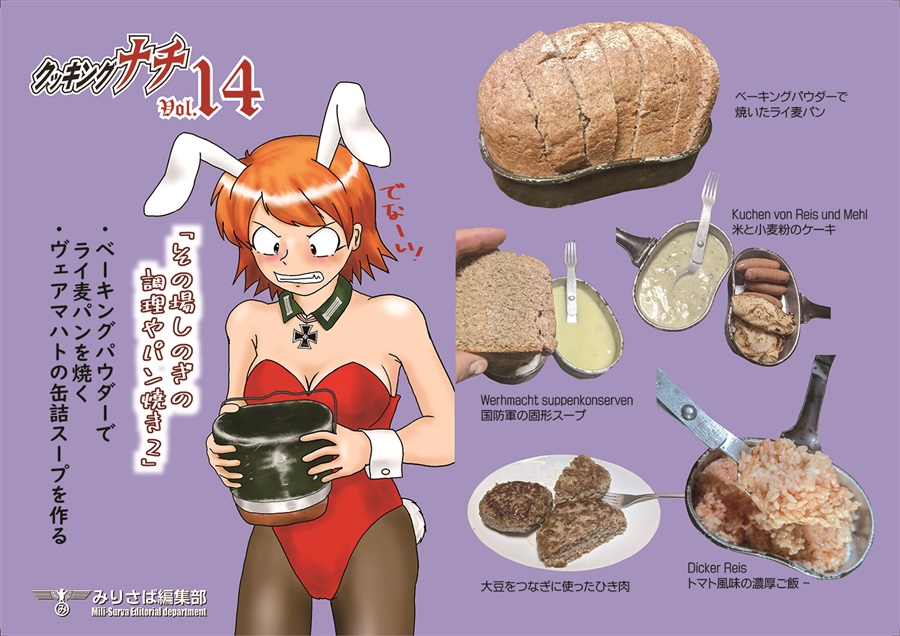 クッキングナチ
Vol.14
でなーい!
「その場しのぎの
調理やパン焼き2」
・ベーキングパウダーで
ライ麦パンを焼く
・ヴェアマハトの缶詰スープを作る
みりさば編集部
Mili-Surva Editorial department
み
ベーキングパウダーで
焼いたライ麦パン
Kuchen von Reis und Mehl
米と小麦粉のケーキ
Werhmacht suppenkonserven
国防軍の固形スープ
Dicker Reis
トマト風味の濃厚ご飯－
大豆をつなぎに使ったひき肉